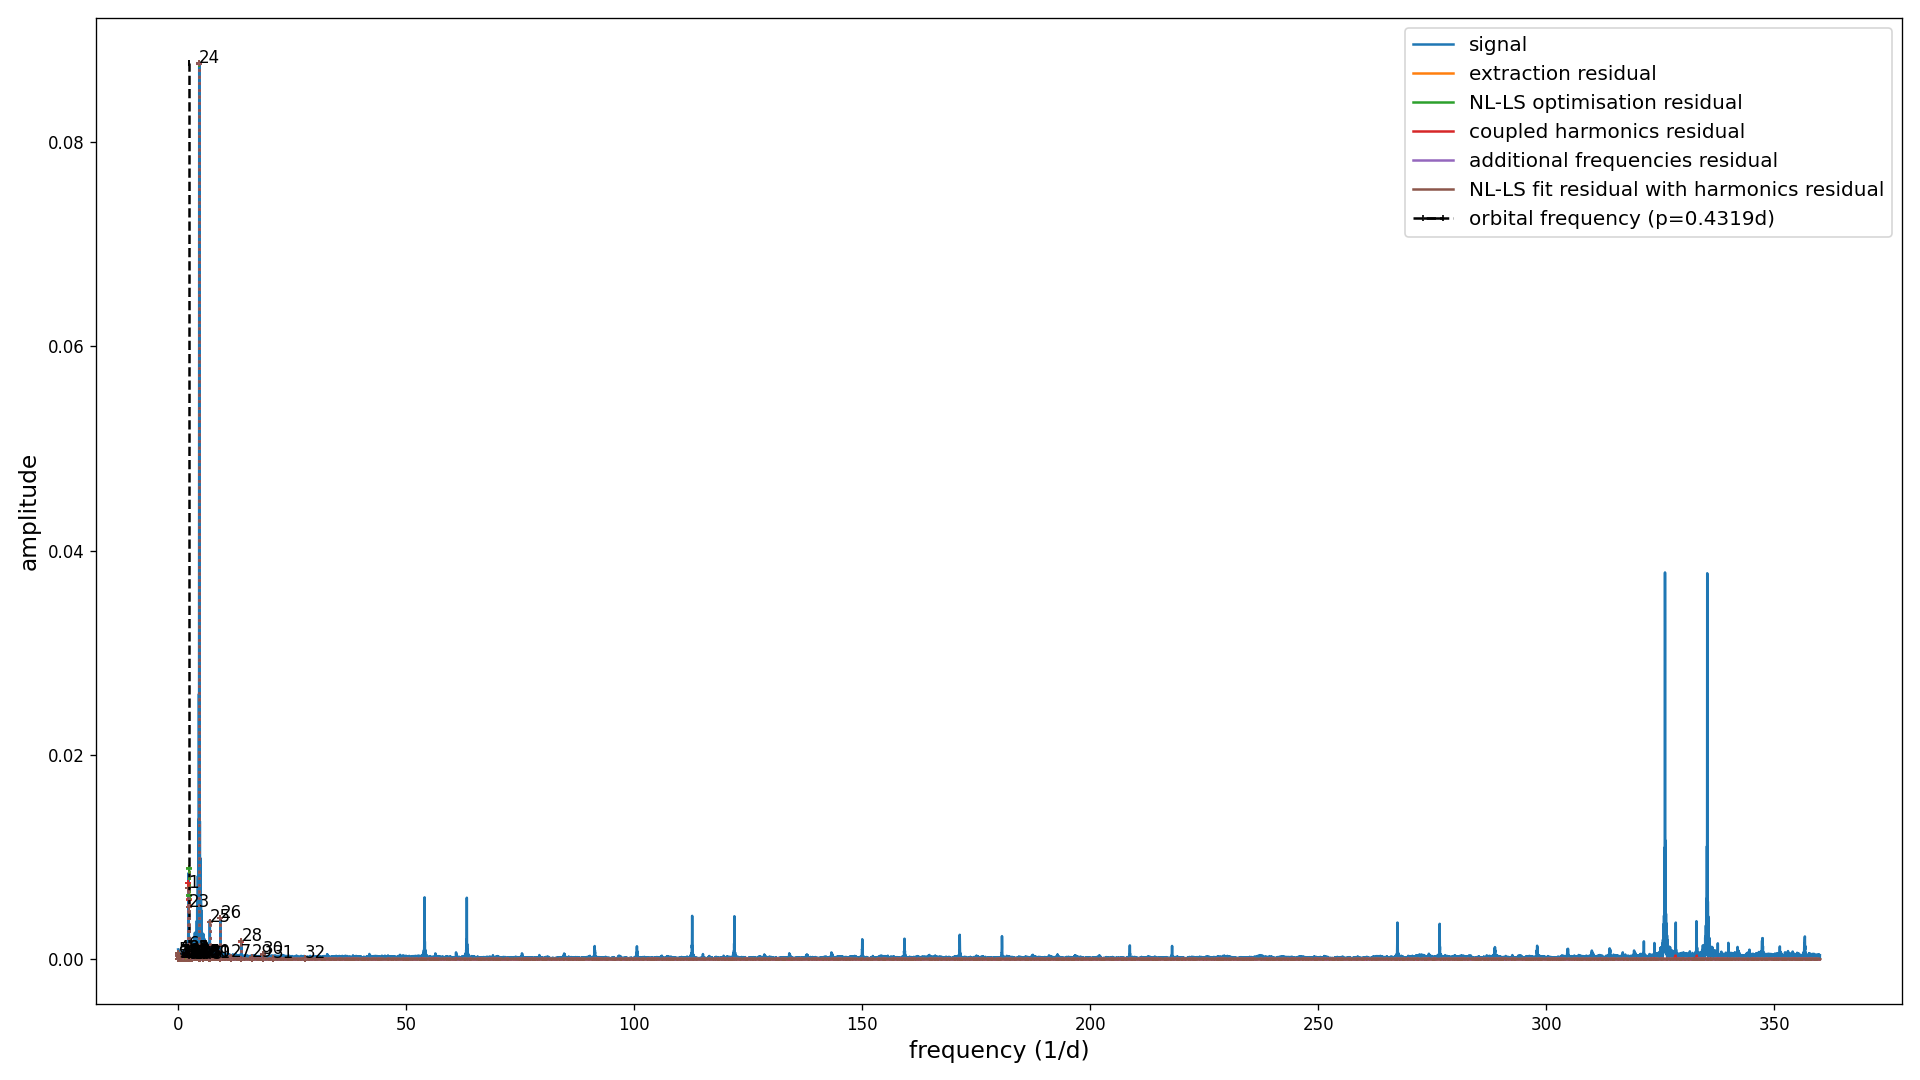 24
signal
extraction residual
NL-LS optimisation residual
coupled harmonics residual
additional frequencies residual
NL-LS fit residual with harmonics residual
orbital frequency (p=0.4319d)
0.08
0.06
0.04
0.02
0.00
amplitude
1
23
25
26
28
27
30
31
32
0
50
100
150
200
250
300
350
frequency (1/d)